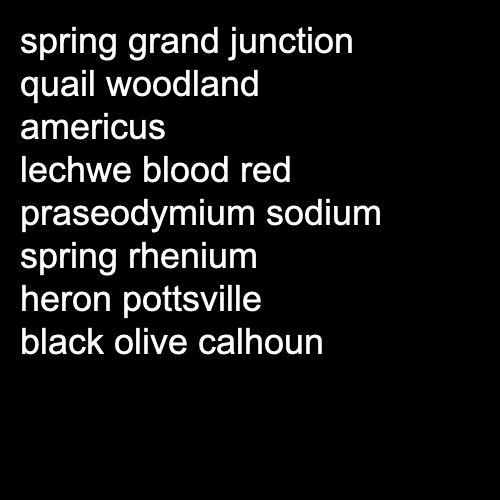 spring grand junction
quail woodland
americus
lechwe blood red
praseodymium sodium
spring rhenium
heron pottsville
black olive calhoun